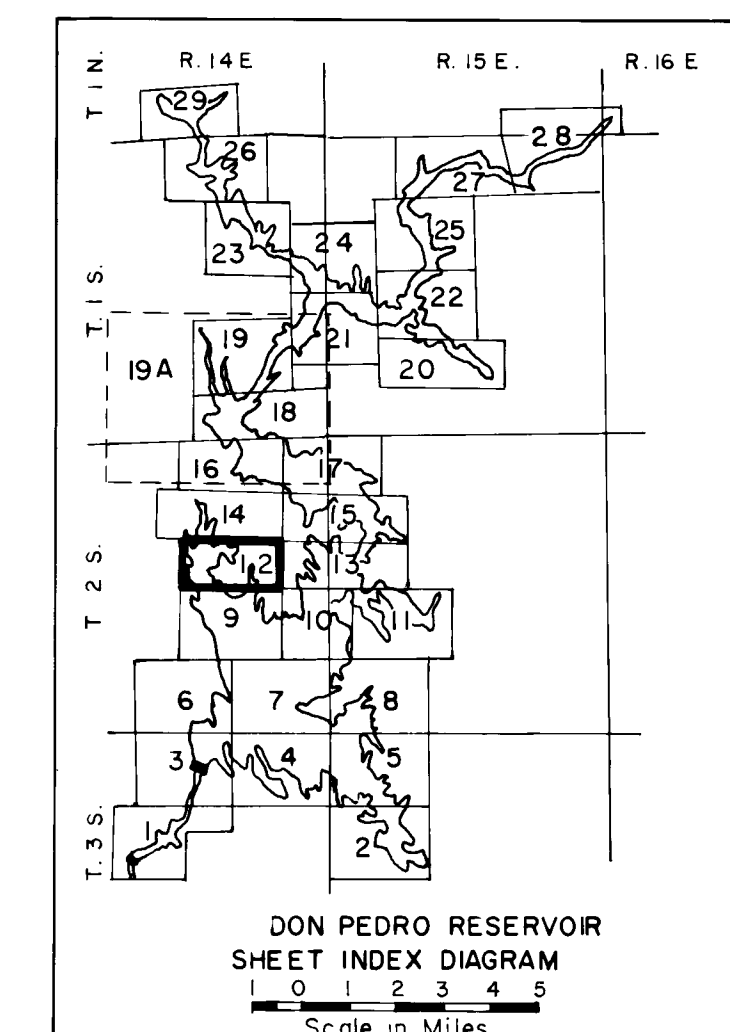 R. 14 E R. 15 E. R. 16 E
T 1 N.
29
28
26
27
25
24
23
22
T. 1 S.
19
21
19A
20
18
16 17
14 15
12 13
T 2 S.
9 10 11
6 7 8
3 4 5
T. 3 S.
1
2
DON PEDRO RESERVOIR
SHEET INDEX DIAGRAM
1 0 1 2 3 4 5
Scale in Miles